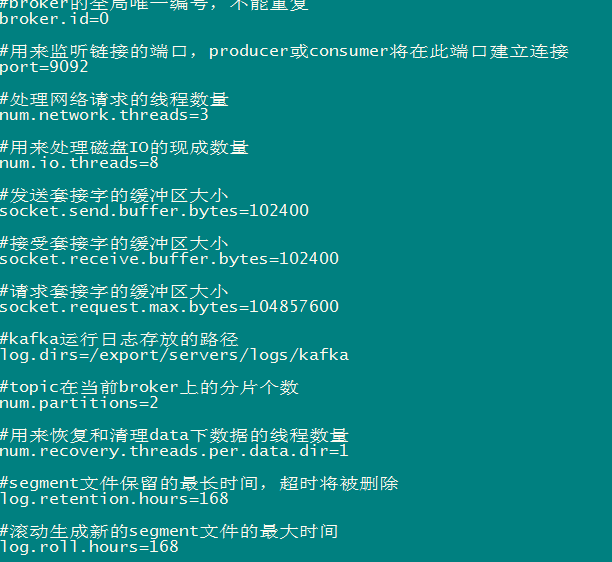 #broker的全局唯一编号，不能重复
broker.id=0
#用来监听链接的端口，producer或consumer将在此端口建立连接
port=9092
#处理网络请求的线程数量
num.network.threads=3
#用来处理磁盘IO的现成数量
num.io.threads=8
#发送套接字的缓冲区大小
socket.send.buffer.bytes=102400
#接受套接字的缓冲区大小
socket.receive.buffer.bytes=102400
#请求套接字的缓冲区大小
socket.request.max.bytes=104857600
#kafka运行日志存放的路径
log.dirs=/export/servers/logs/kafka
#topic在当前broker上的分片个数
num.partitions=2
#用来恢复和清理data下数据的线程数量
num.recovery.threads.per.data.dir=1
#segment文件保留的最长时间，超时将被删除
log.retention.hours=168
#滚动生成新的segment文件的最大时间
log.roll.hours=168